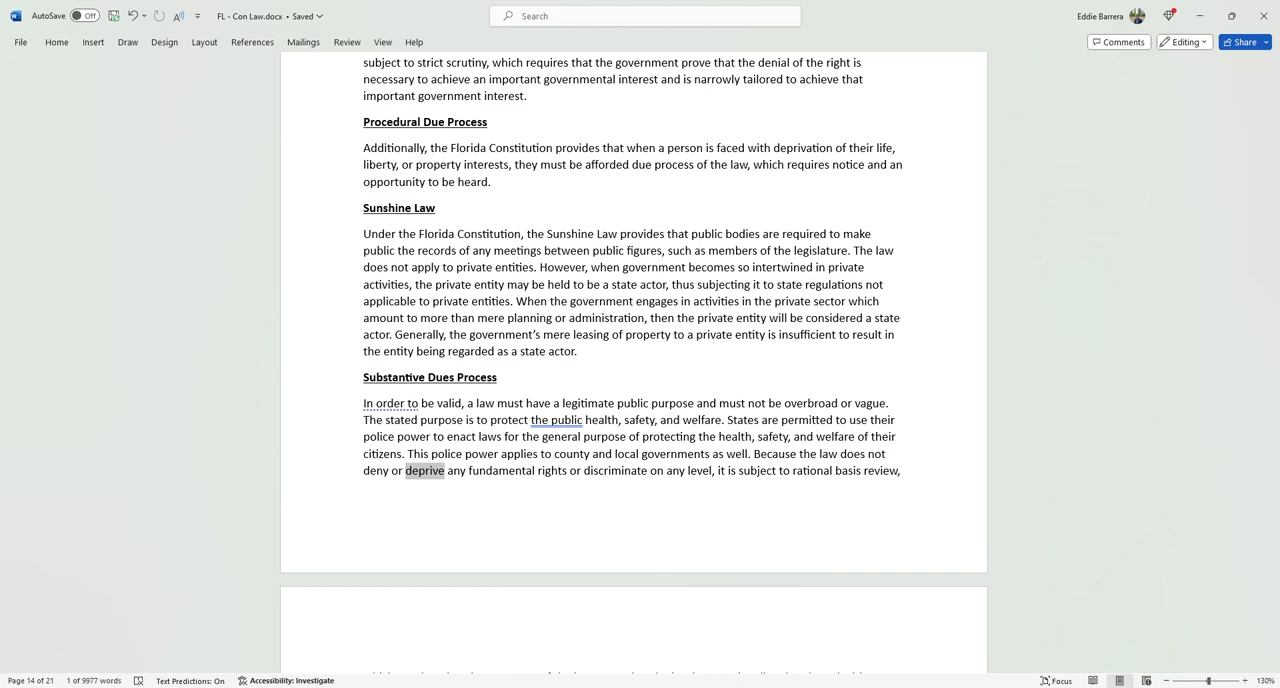 AutoSave Off FL - Con Law.docx • Saved Search Eddie Barrera
File Home Insert Draw Design Layout References Mailings Review View Help Comments Editing Share
subject to strict scrutiny, which requires that the government prove that the denial of the right is
necessary to achieve an important governmental interest and is narrowly tailored to achieve that
important government interest.
Procedural Due Process
Additionally, the Florida Constitution provides that when a person is faced with deprivation of their life,
liberty, or property interests, they must be afforded due process of the law, which requires notice and an
opportunity to be heard.
Sunshine Law
Under the Florida Constitution, the Sunshine Law provides that public bodies are required to make
public the records of any meetings between public figures, such as members of the legislature. The law
does not apply to private entities. However, when government becomes so intertwined in private
activities, the private entity may be held to be a state actor, thus subjecting it to state regulations not
applicable to private entities. When the government engages in activities in the private sector which
amount to more than mere planning or administration, then the private entity will be considered a state
actor. Generally, the government's mere leasing of property to a private entity is insufficient to result in
the entity being regarded as a state actor.
Substantive Dues Process
In order to be valid, a law must have a legitimate public purpose and must not be overbroad or vague.
The stated purpose is to protect the public health, safety, and welfare. States are permitted to use their
police power to enact laws for the general purpose of protecting the health, safety, and welfare of their
citizens. This police power applies to county and local governments as well. Because the law does not
deny or deprive any fundamental rights or discriminate on any level, it is subject to rational basis review,
Page 14 of 21 1 of 9977 words Text Predictions: On Accessibility: Investigate Focus 130%